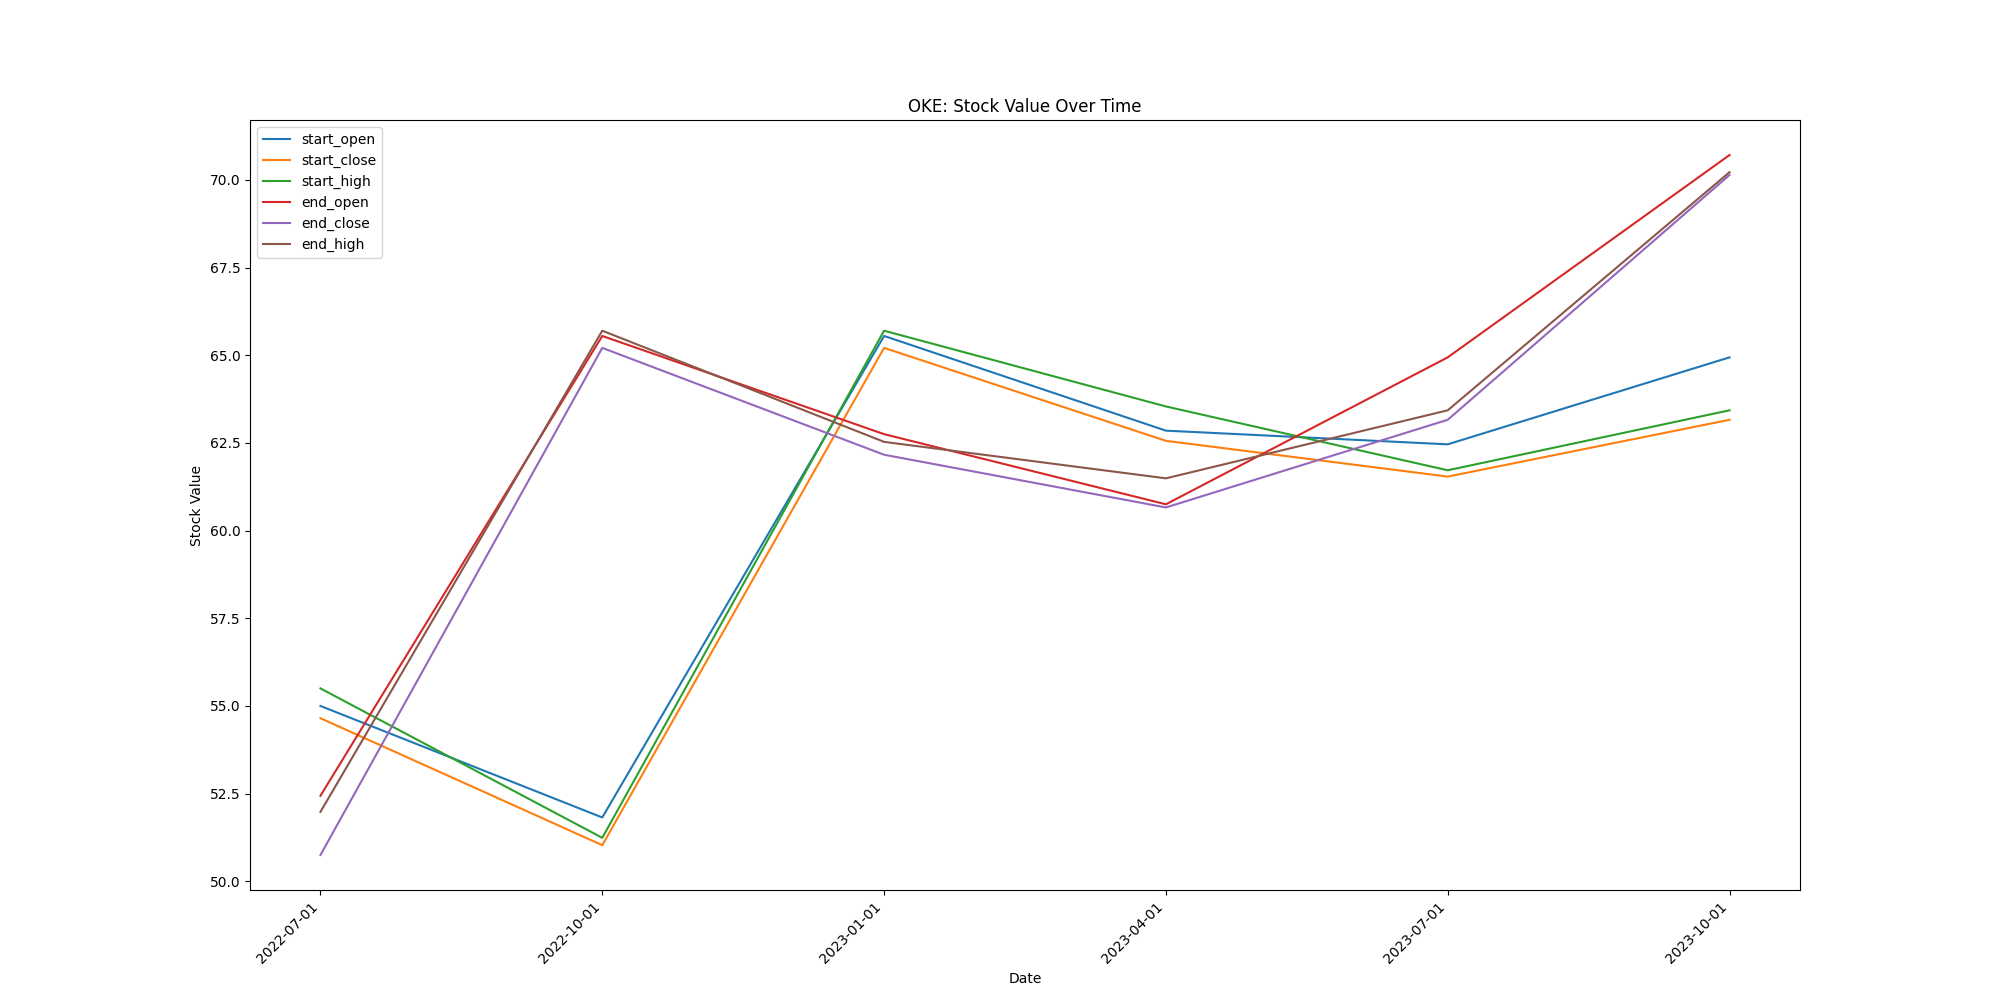 OKE: Stock Value Over Time
start_open
start_close
start_high
end_open
end_close
end_high
70.0
67.5
65.0
62.5
60.0
57.5
55.0
52.5
50.0
Stock Value
2022-07-01
2022-10-01
2023-01-01
2023-04-01
2023-07-01
2023-10-01
Date